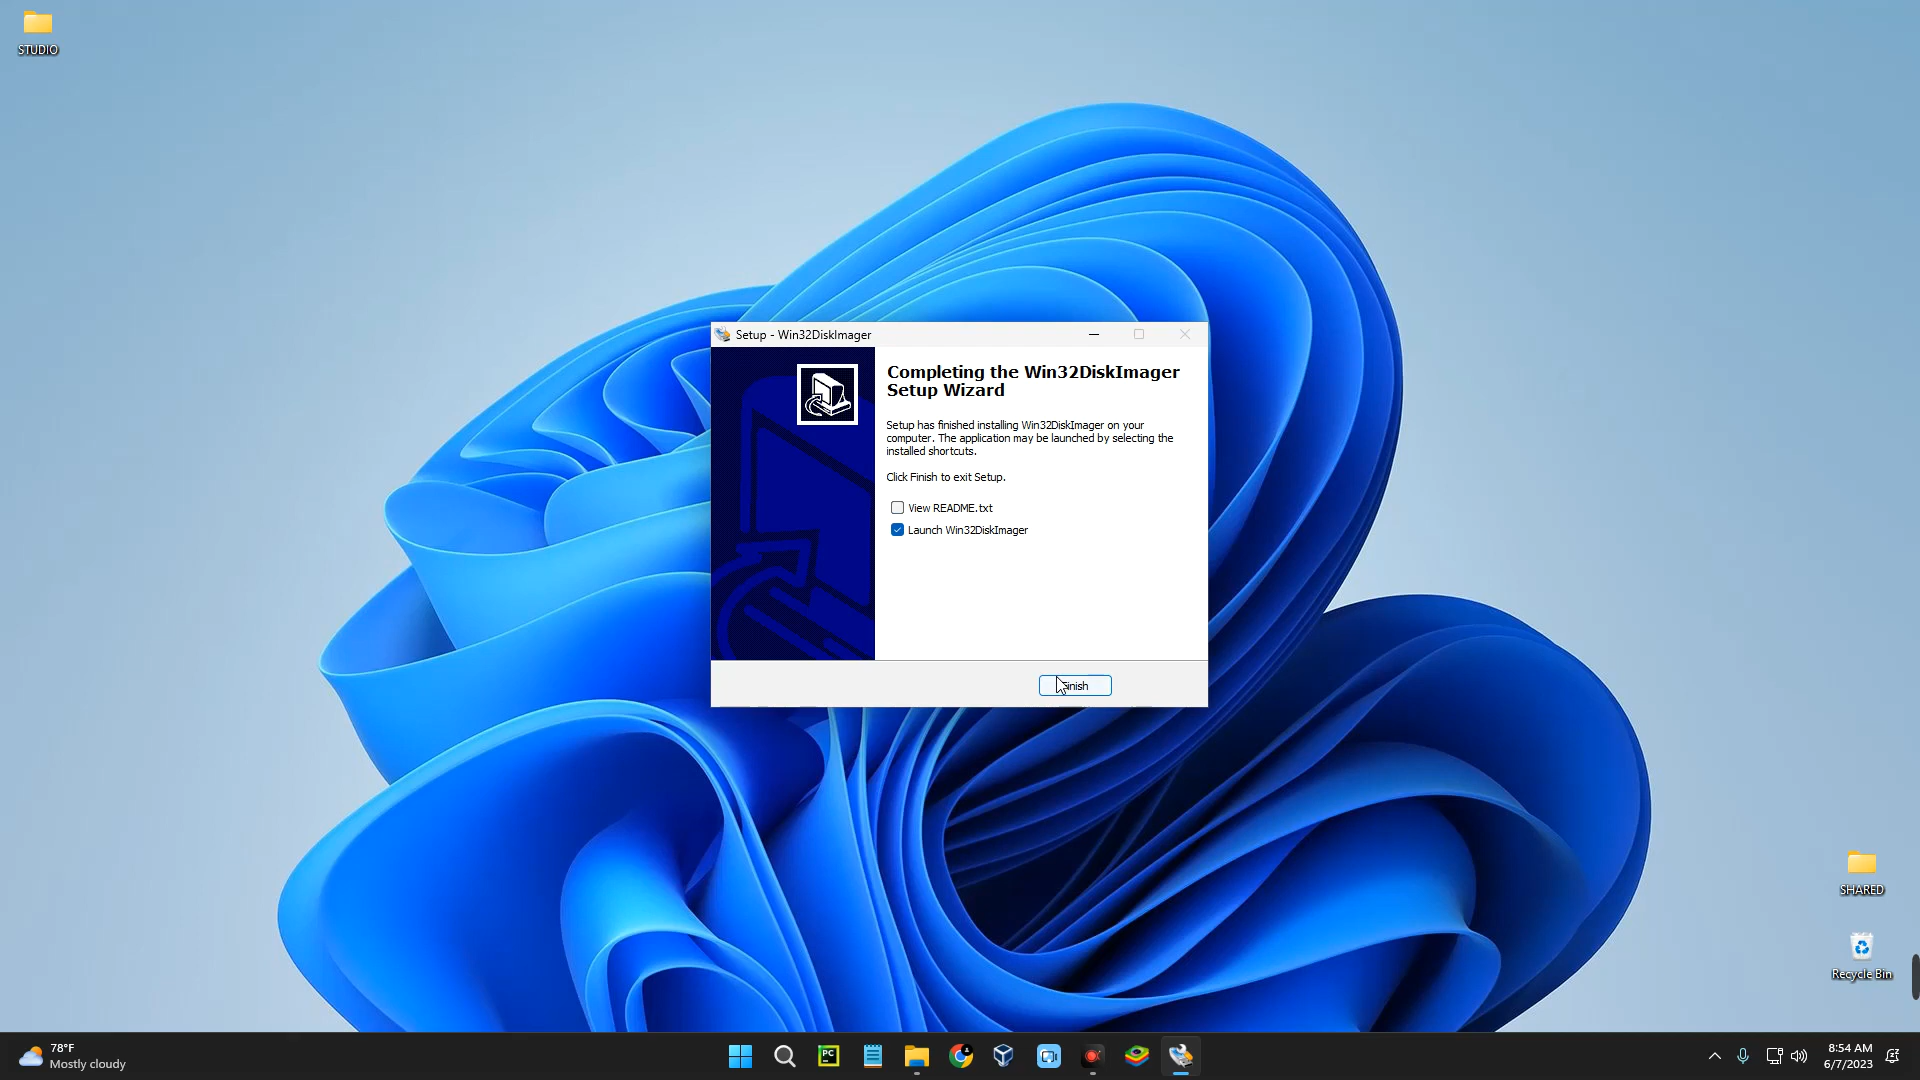 STUDIO
Setup - Win32DiskImager
Completing the Win32DiskImager
Setup Wizard
Setup has finished installing Win32DiskImager on your
computer. The application may be launched by selecting the
installed shortcuts.
Click Finish to exit Setup.
View README.txt
Launch Win32DiskImager
Finish
SHARED
Recycle Bin
78°F
Mostly cloudy
PC
8:54 AM
6/7/2023